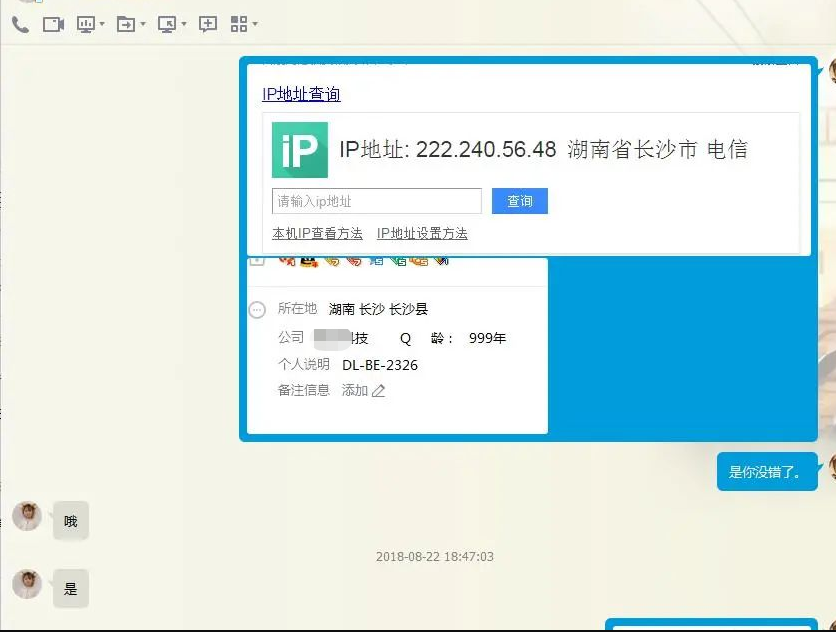 IP地址查询
iP
IP地址: 222.240.56.48 湖南省长沙市 电信
请输入ip地址
查询
本机IP查看方法 IP地址设置方法
所在地 湖南 长沙 长沙县
公司 科技 Q 龄： 999年
个人说明 DL-BE-2326
备注信息 添加
是你没错了。
哦
2018-08-22 18:47:03
是